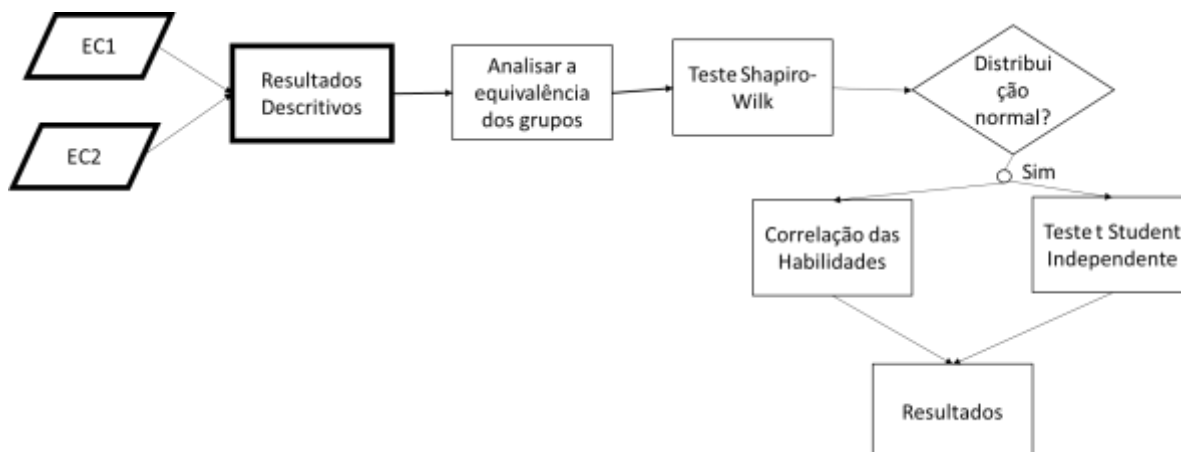 EC1
EC2
Resultados
Descritivos
Analisar a
equivalência
dos grupos
Teste Shapiro-
Wilk
Distribui
ção
normal?
Sim
Correlação das
Habilidades
Teste t Student
Independente
Resultados